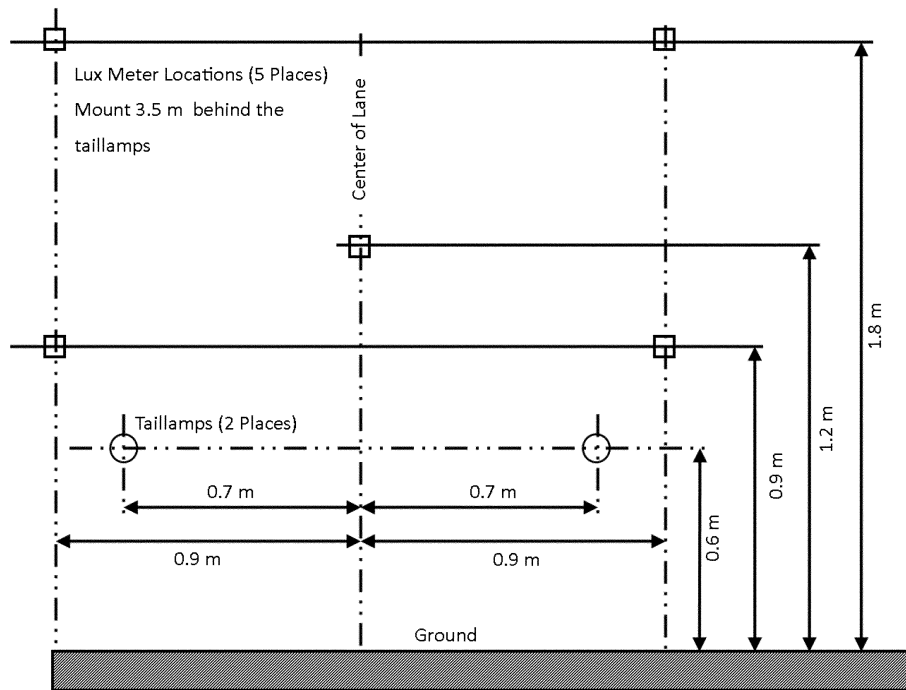 Lux Meter Locations (5 Places)
Mount 3.5 m behind the
taillamps
Center of Lane
1.8 m
1.2 m
Taillamps (2 Places)
0.9 m
0.7 m
0.7 m
0.6 m
0.9 m
0.9 m
Ground